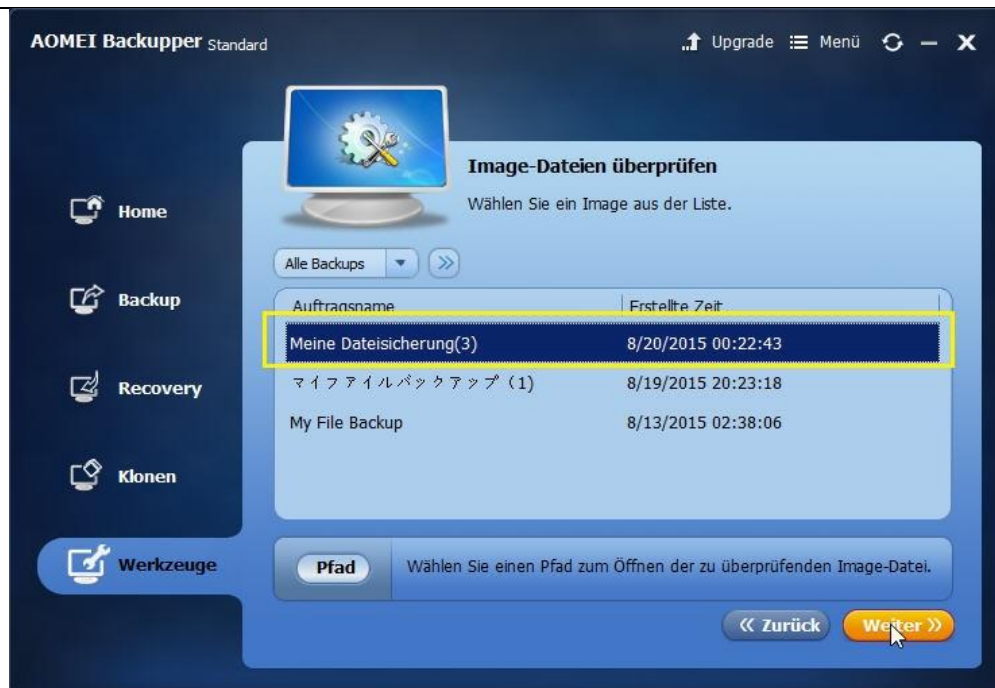 AOMEI Backupper Standard
Upgrade Menü
Image-Dateien überprüfen
Wählen Sie ein Image aus der Liste.
Home
Backup
Recovery
Klonen
Werkzeuge
Alle Backups
Auftragsname Erstellte Zeit
Meine Dateisicherung(3) 8/20/2015 00:22:43
マイファイルバックアップ（1) 8/19/2015 20:23:18
My File Backup 8/13/2015 02:38:06
Pfad Wählen Sie einen Pfad zum Öffnen der zu überprüfenden Image-Datei.
Zurück Weiter